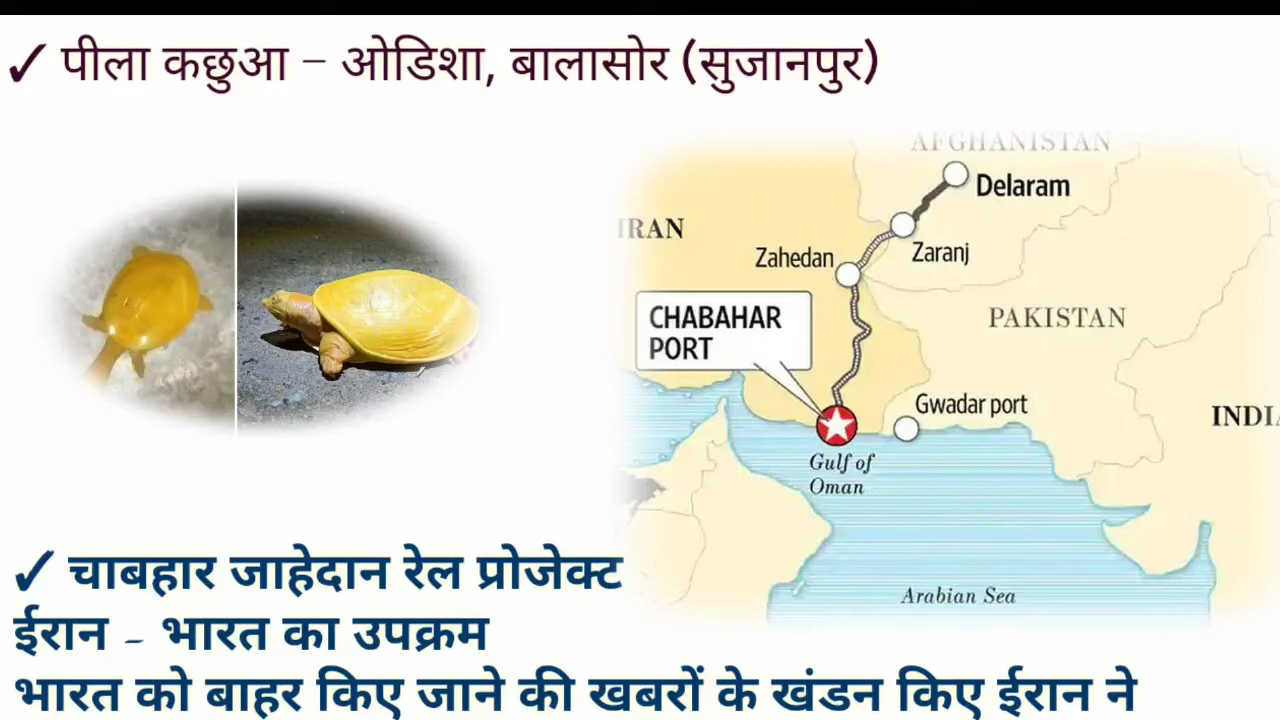 ✓ पीला कछुआ – ओडिशा, बालासोर (सुजानपुर)
AFGHANISTAN
Delaram
IRAN
Zahedan
Zaranj
CHABAHAR
PORT
PAKISTAN
Gwadar port
INDIA
Gulf of
Oman
Arabian Sea
✓ चाबहार जाहेदान रेल प्रोजेक्ट
ईरान - भारत का उपक्रम
भारत को बाहर किए जाने की खबरों के खंडन किए ईरान ने